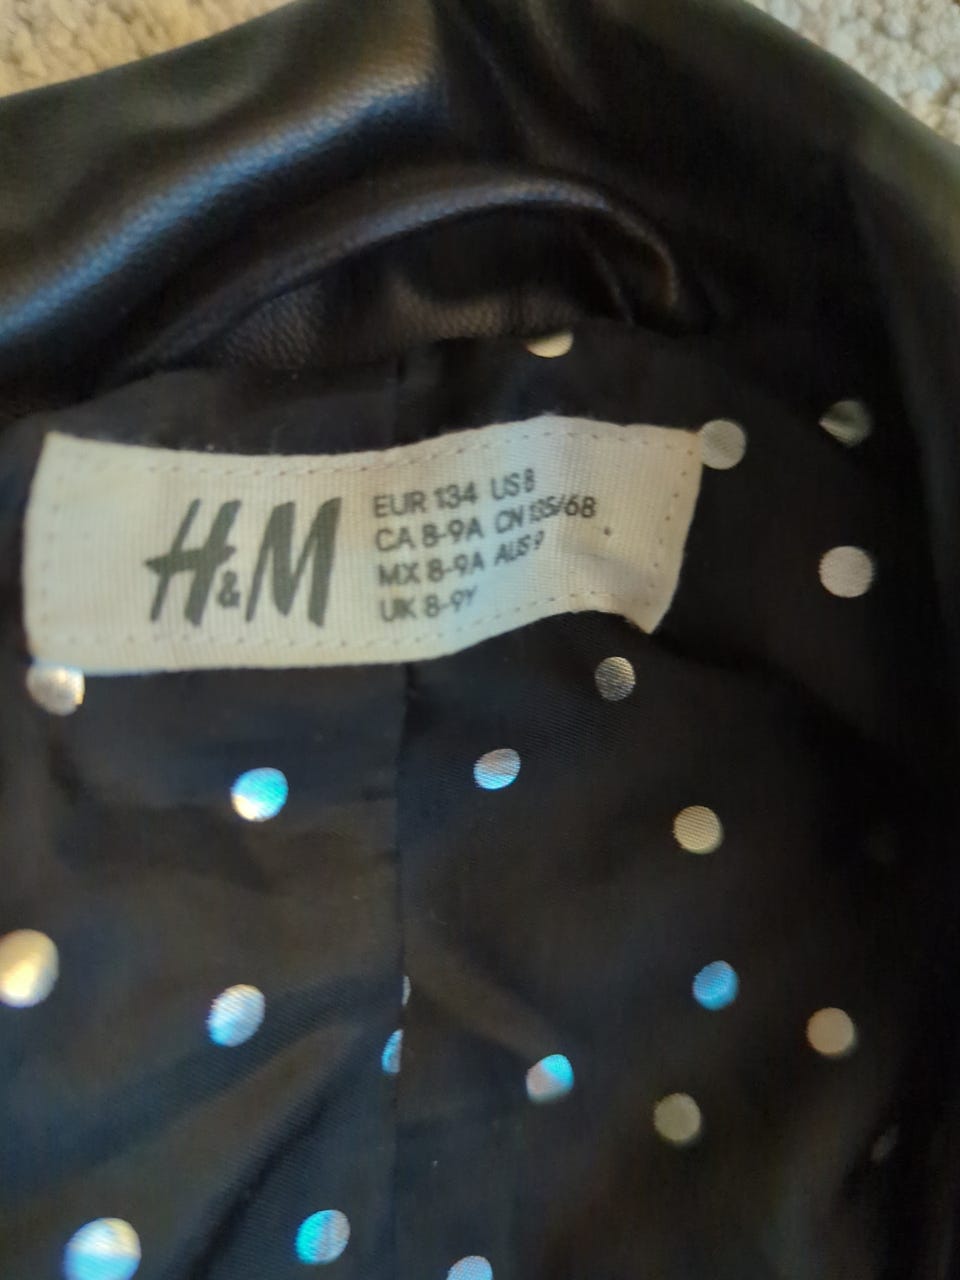 H&M
EUR 134 US 8
CA 8-9A CN 135/68
MX 8-9A AUS 9
UK 8-9Y